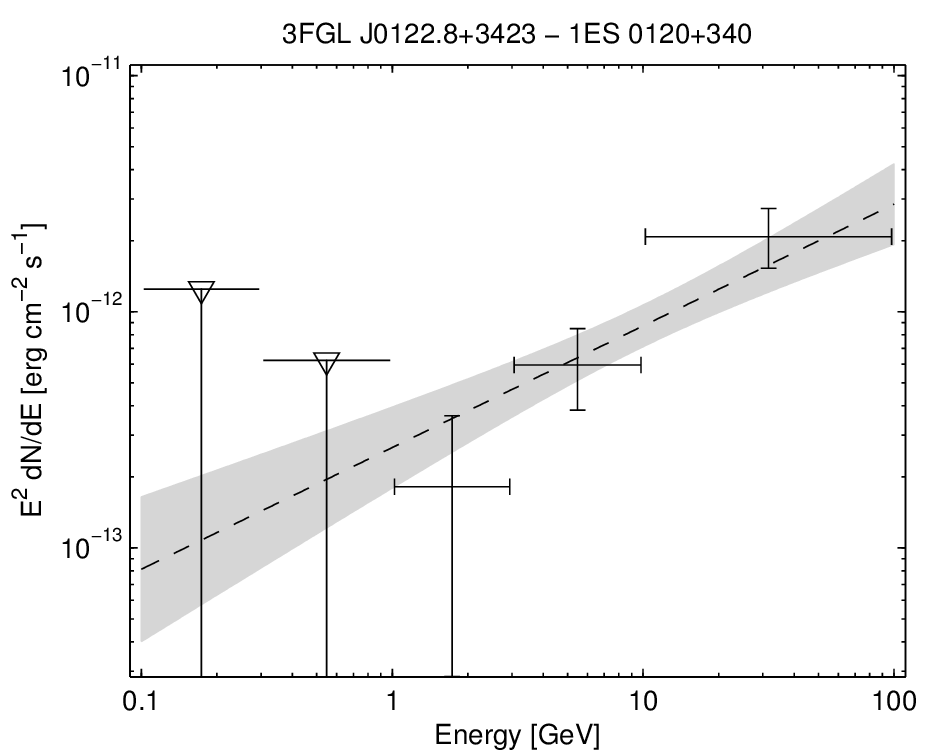 3FGL J0122.8+3423 − 1ES 0120+340
10⁻¹¹
10⁻¹²
10⁻¹³
E² dN/dE [erg cm⁻² s⁻¹]
0.1 1 10 100
Energy [GeV]